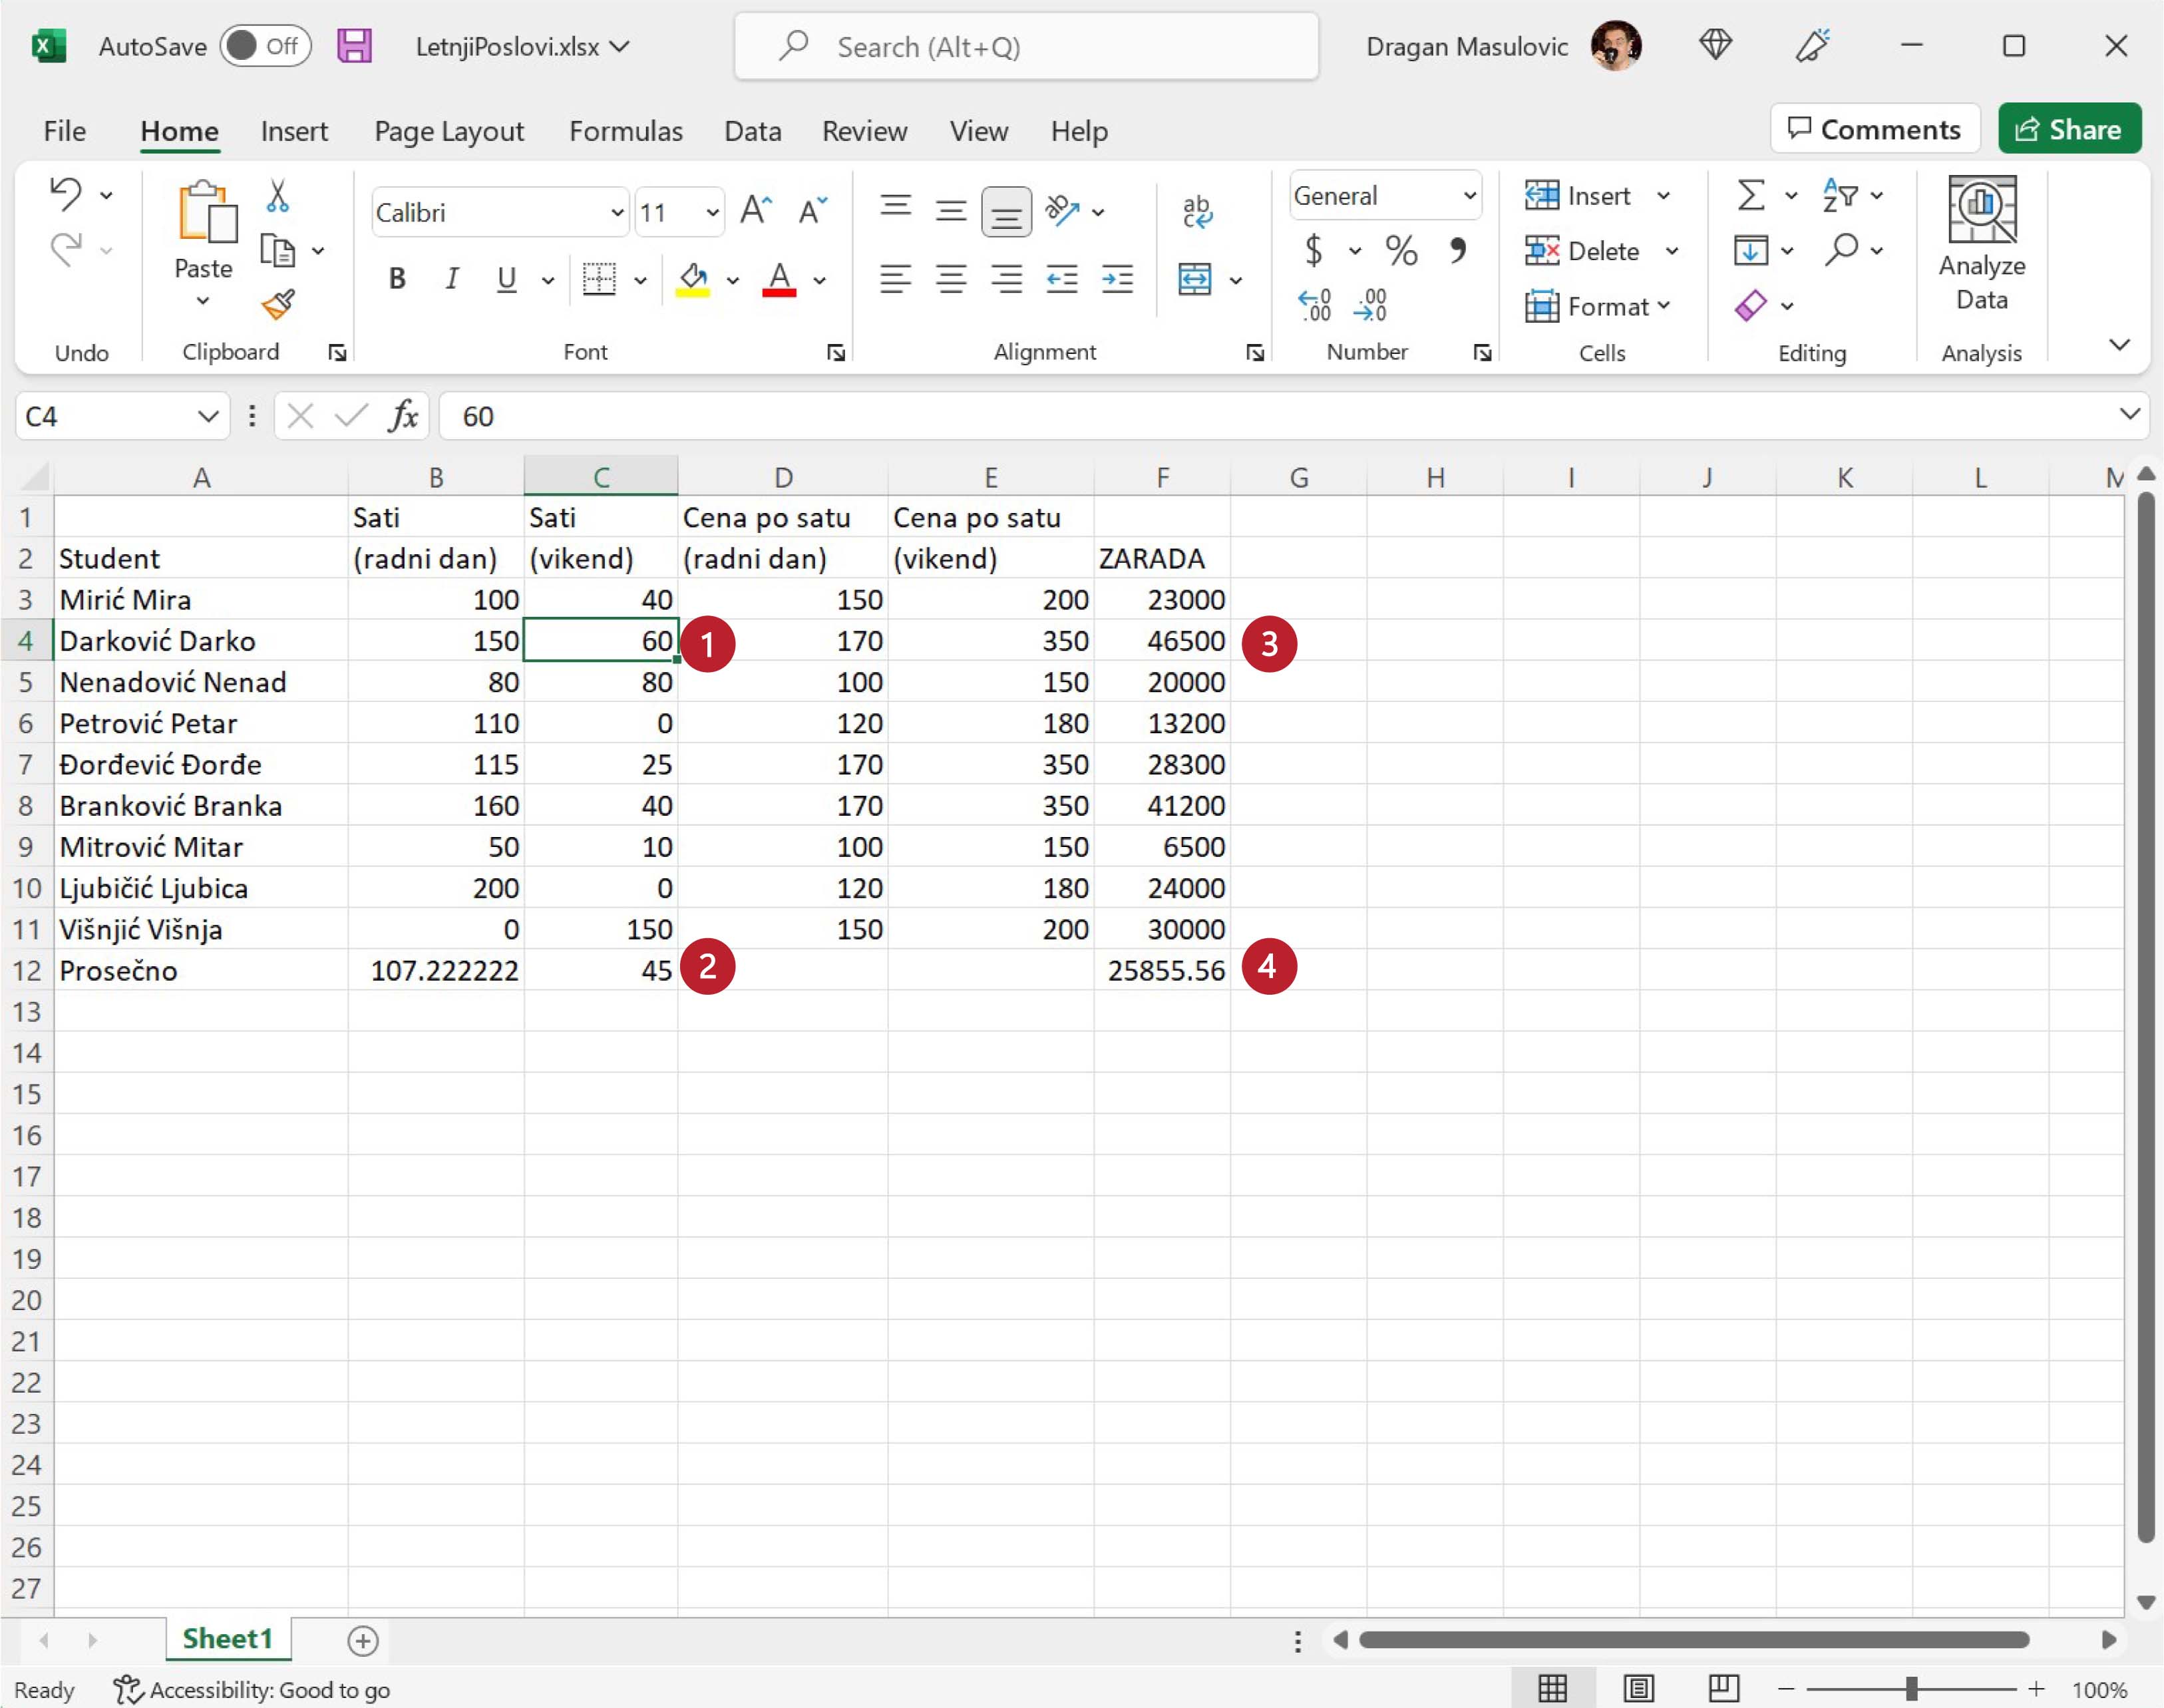 AutoSave Off LetnjiPoslovi.xlsx Search (Alt+Q) Dragan Masulovic
File Home Insert Page Layout Formulas Data Review View Help Comments Share
Paste Calibri 11 General Insert Delete Format Analyze Data
Undo Clipboard Font Alignment Number Cells Editing Analysis
C4 fx 60
A B C D E F G H I J K L M
1 Sati Sati Cena po satu Cena po satu
2 Student (radni dan) (vikend) (radni dan) (vikend) ZARADA
3 Mirić Mira 100 40 150 200 23000
4 Darković Darko 150 60 1 170 350 46500 3
5 Nenadović Nenad 80 80 100 150 20000
6 Petrović Petar 110 0 120 180 13200
7 Đorđević Đorđe 115 25 170 350 28300
8 Branković Branka 160 40 170 350 41200
9 Mitrović Mitar 50 10 100 150 6500
10 Ljubičić Ljubica 200 0 120 180 24000
11 Višnjić Višnja 0 150 150 200 30000
12 Prosečno 107.222222 45 2 25855.56 4
13
14
15
16
17
18
19
20
21
22
23
24
25
26
27
Sheet1
Ready Accessibility: Good to go 100%